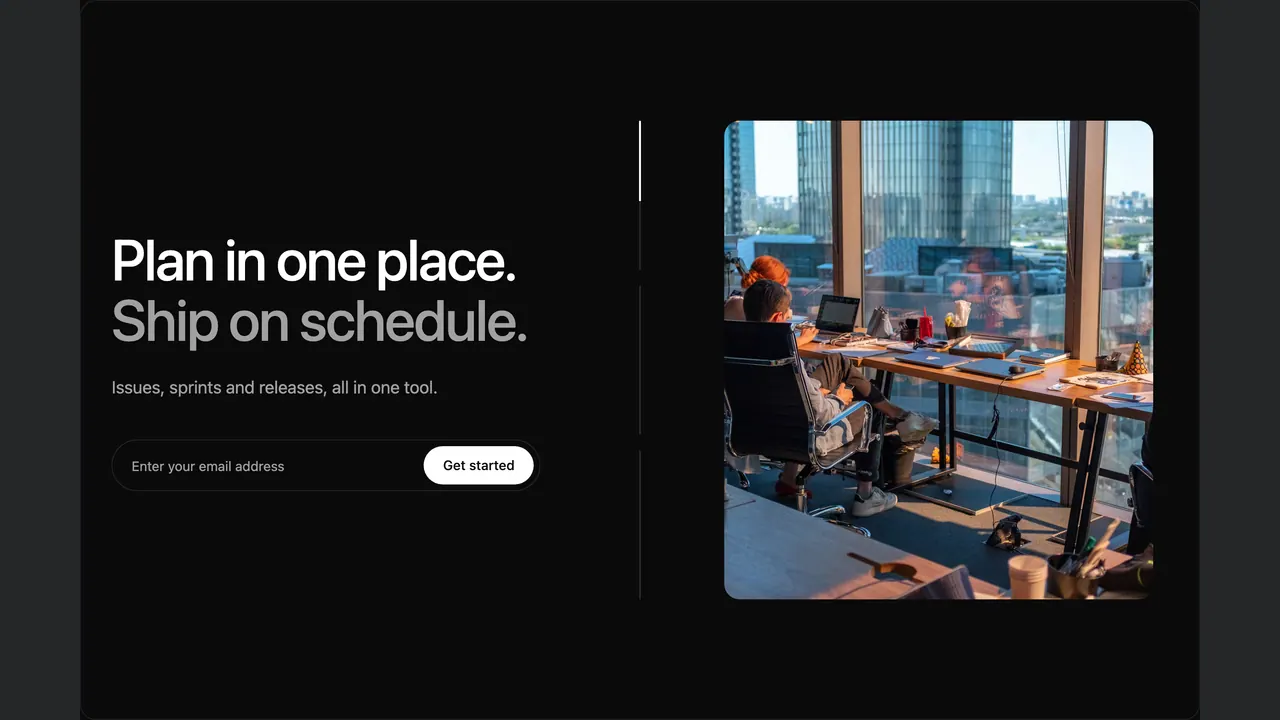 Plan in one place.
Ship on schedule.
Issues, sprints and releases, all in one tool.
Enter your email address
Get started